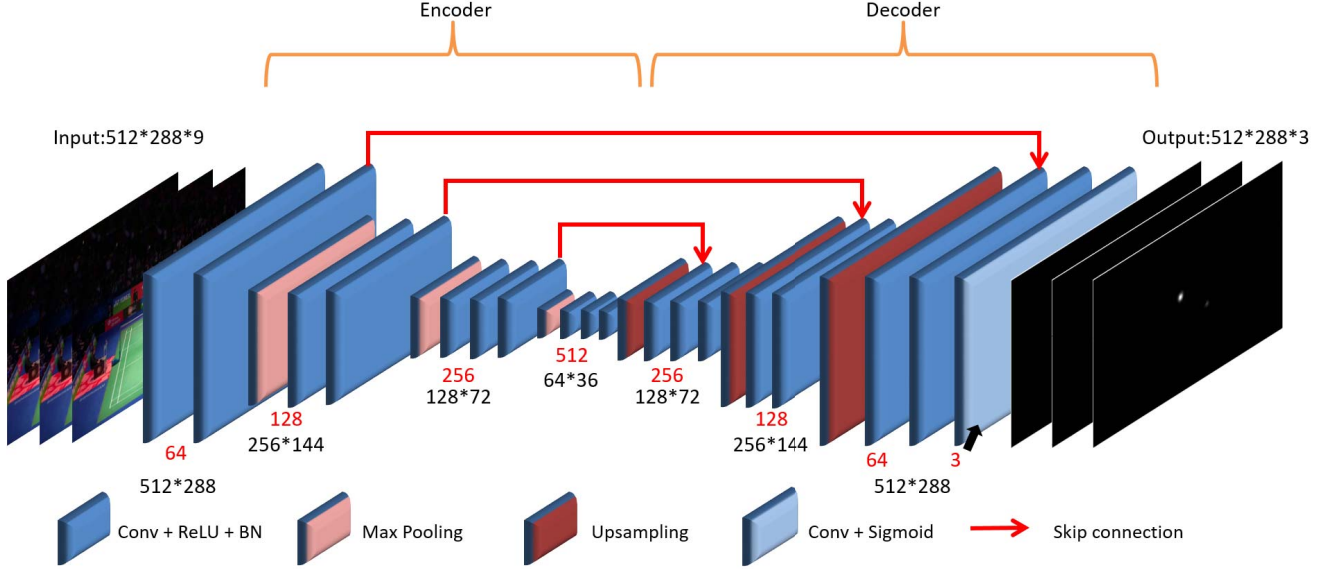 Encoder
Decoder
Input:512*288*9
Output:512*288*3
64
512*288
128
256*144
256
128*72
512
64*36
256
128*72
128
256*144
64
3
512*288
Conv + ReLU + BN
Max Pooling
Upsampling
Conv + Sigmoid
Skip connection